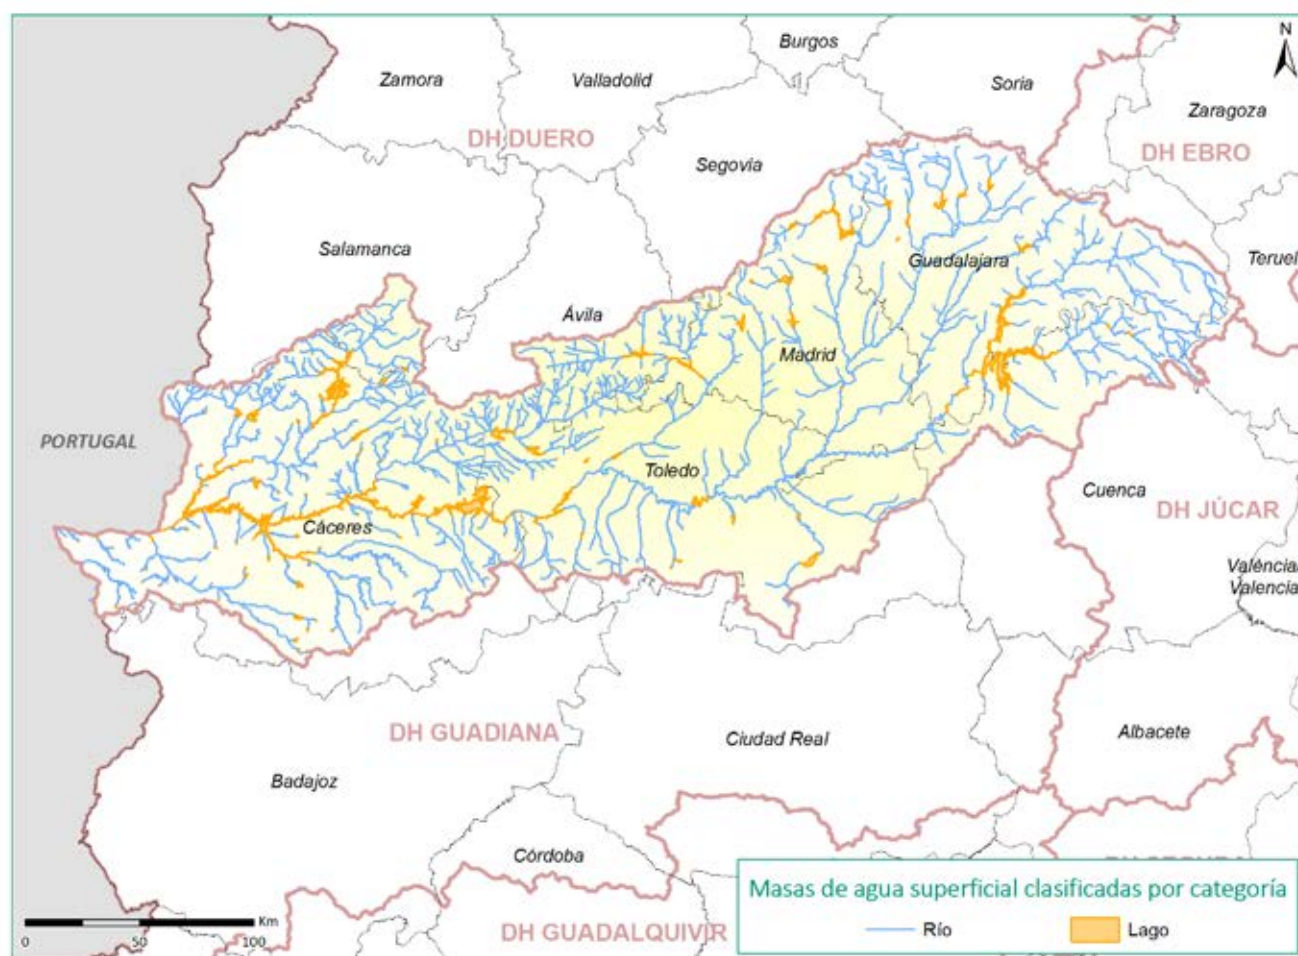 Burgos
N
Zamora
Valladolid
Soria
Zaragoza
DH DUERO
DH EBRO
Segovia
Salamanca
Guadalajara
Teruel
Ávila
Madrid
PORTUGAL
Toledo
Cuenca
Cáceres
DH JÚCAR
València/
Valencia
DH GUADIANA
Ciudad Real
Albacete
Badajoz
Córdoba
Masas de agua superficial clasificadas por categoría
Río
Lago
Km
0 50 100
DH GUADALQUIVIR